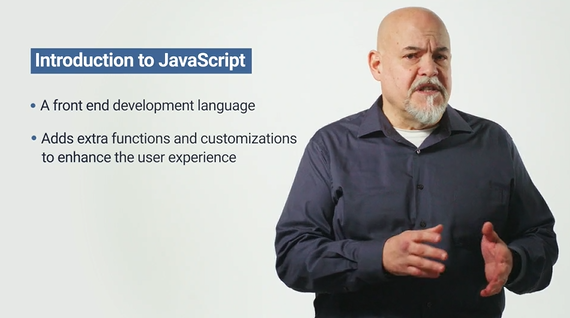 Introduction to JavaScript
• A front end development language
• Adds extra functions and customizations
to enhance the user experience